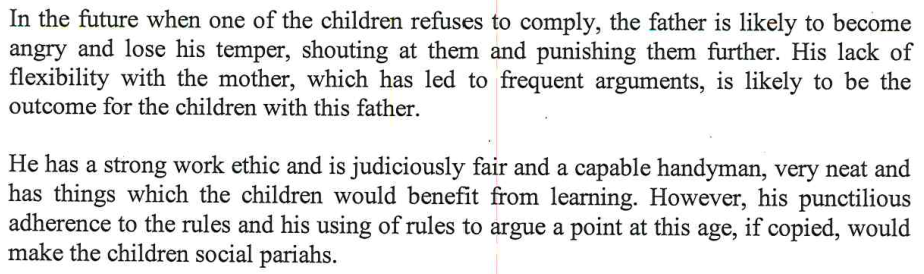 In the future when one of the children refuses to comply, the father is likely to become
angry and lose his temper, shouting at them and punishing them further. His lack of
flexibility with the mother, which has led to frequent arguments, is likely to be the
outcome for the children with this father.
He has a strong work ethic and is judiciously fair and a capable handyman, very neat and
has things which the children would benefit from learning. However, his punctilious
adherence to the rules and his using of rules to argue a point at this age, if copied, would
make the children social pariahs.